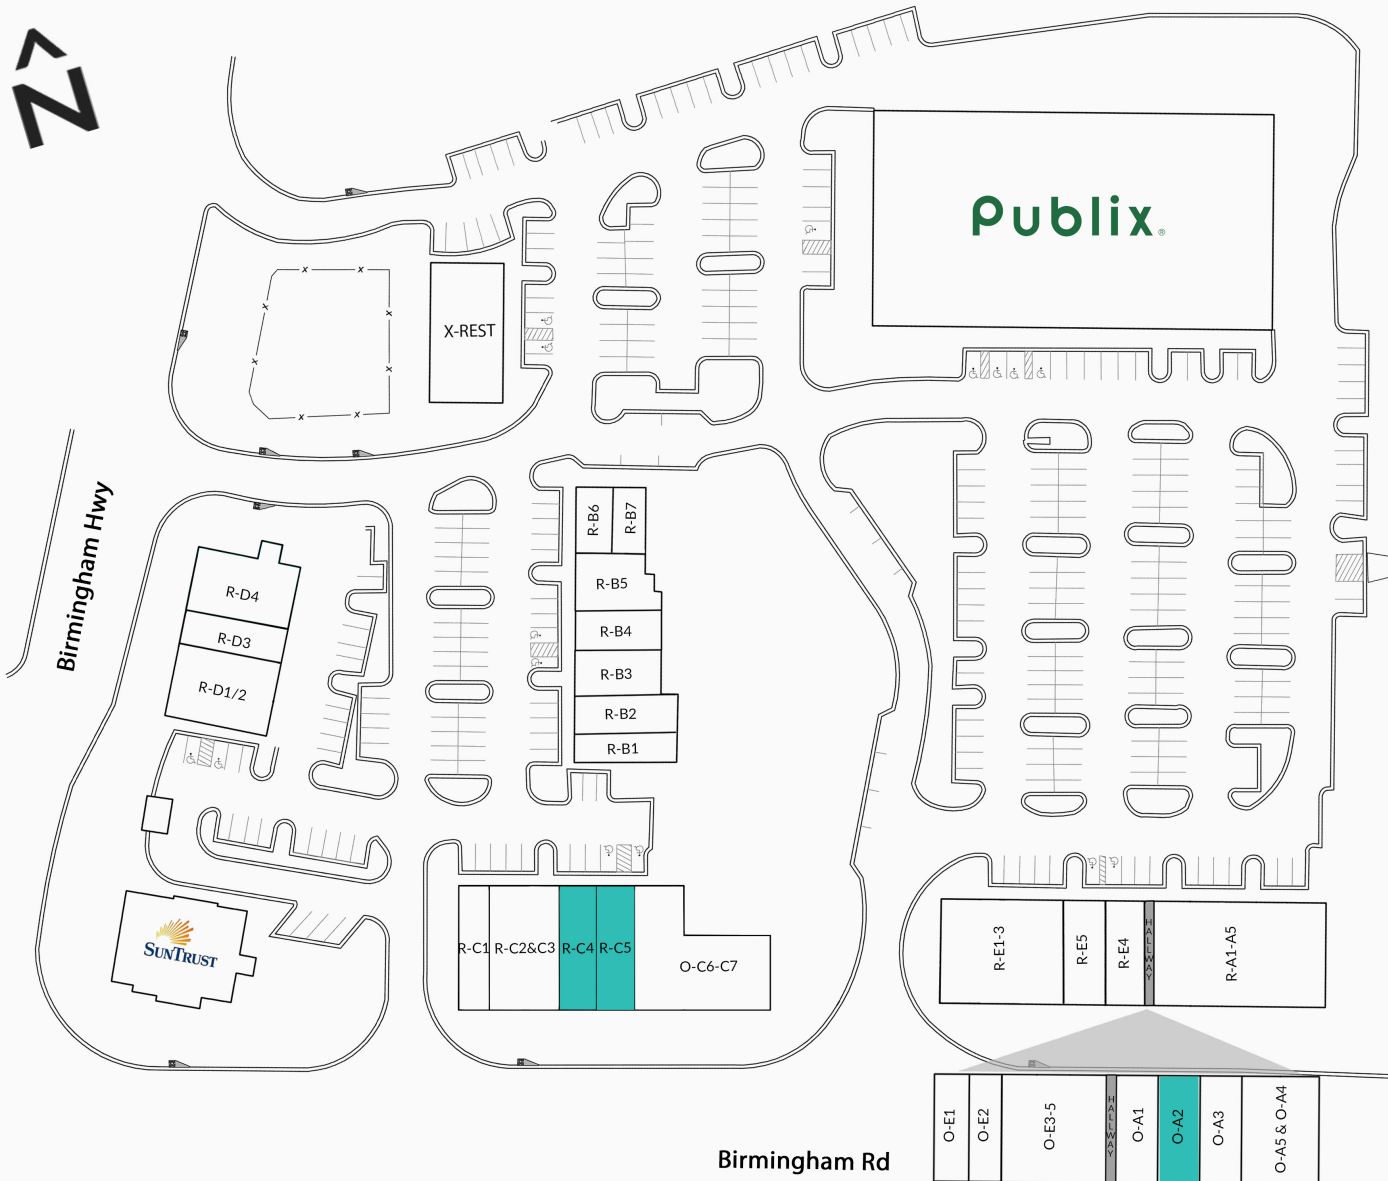 N
Publix®
X-REST
Birmingham Hwy
R-B6
R-B7
R-B5
R-B4
R-B3
R-B2
R-B1
R-D4
R-D3
R-D1/2
SUNTRUST
R-C1
R-C2&C3
R-C4
R-C5
O-C6-C7
R-E1-3
R-E5
R-E4
HALLWAY
R-A1-A5
O-E1
O-E2
O-E3-5
HALLWAY
O-A1
O-A2
O-A3
O-A5 & O-A4
Birmingham Rd